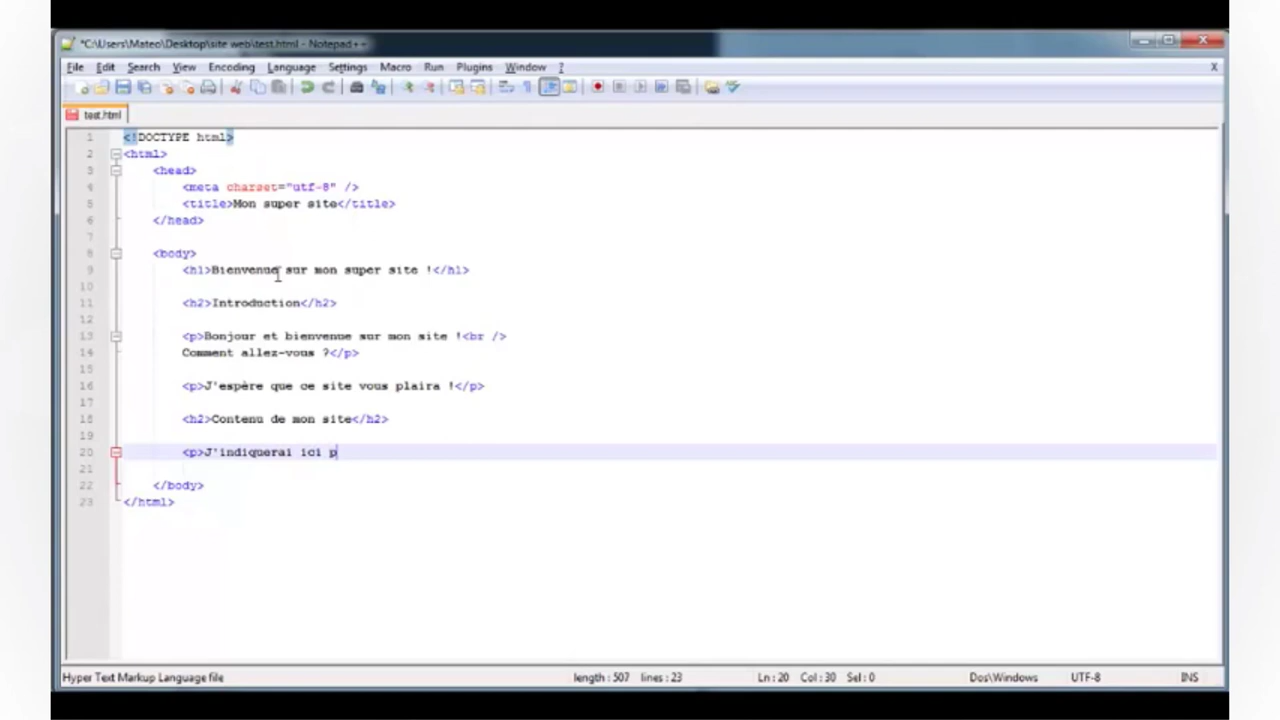 *C:\Users\Mateo\Desktop\site web\test.html - Notepad++
File Edit Search View Encoding Language Settings Macro Run Plugins Window ? X
test.html
1 <!DOCTYPE html>
2 <html>
3 <head>
4 <meta charset="utf-8" />
5 <title>Mon super site</title>
6 </head>
7
8 <body>
9 <h1>Bienvenue sur mon super site !</h1>
10
11 <h2>Introduction</h2>
12
13 <p>Bonjour et bienvenue sur mon site !<br />
14 Comment allez-vous ?</p>
15
16 <p>J'espère que ce site vous plaira !</p>
17
18 <h2>Contenu de mon site</h2>
19
20 <p>J'indiquerai ici p
21
22 </body>
23 </html>
Hyper Text Markup Language file length : 507 lines : 23 Ln : 20 Col : 30 Sel : 0 Dos\Windows UTF-8 INS